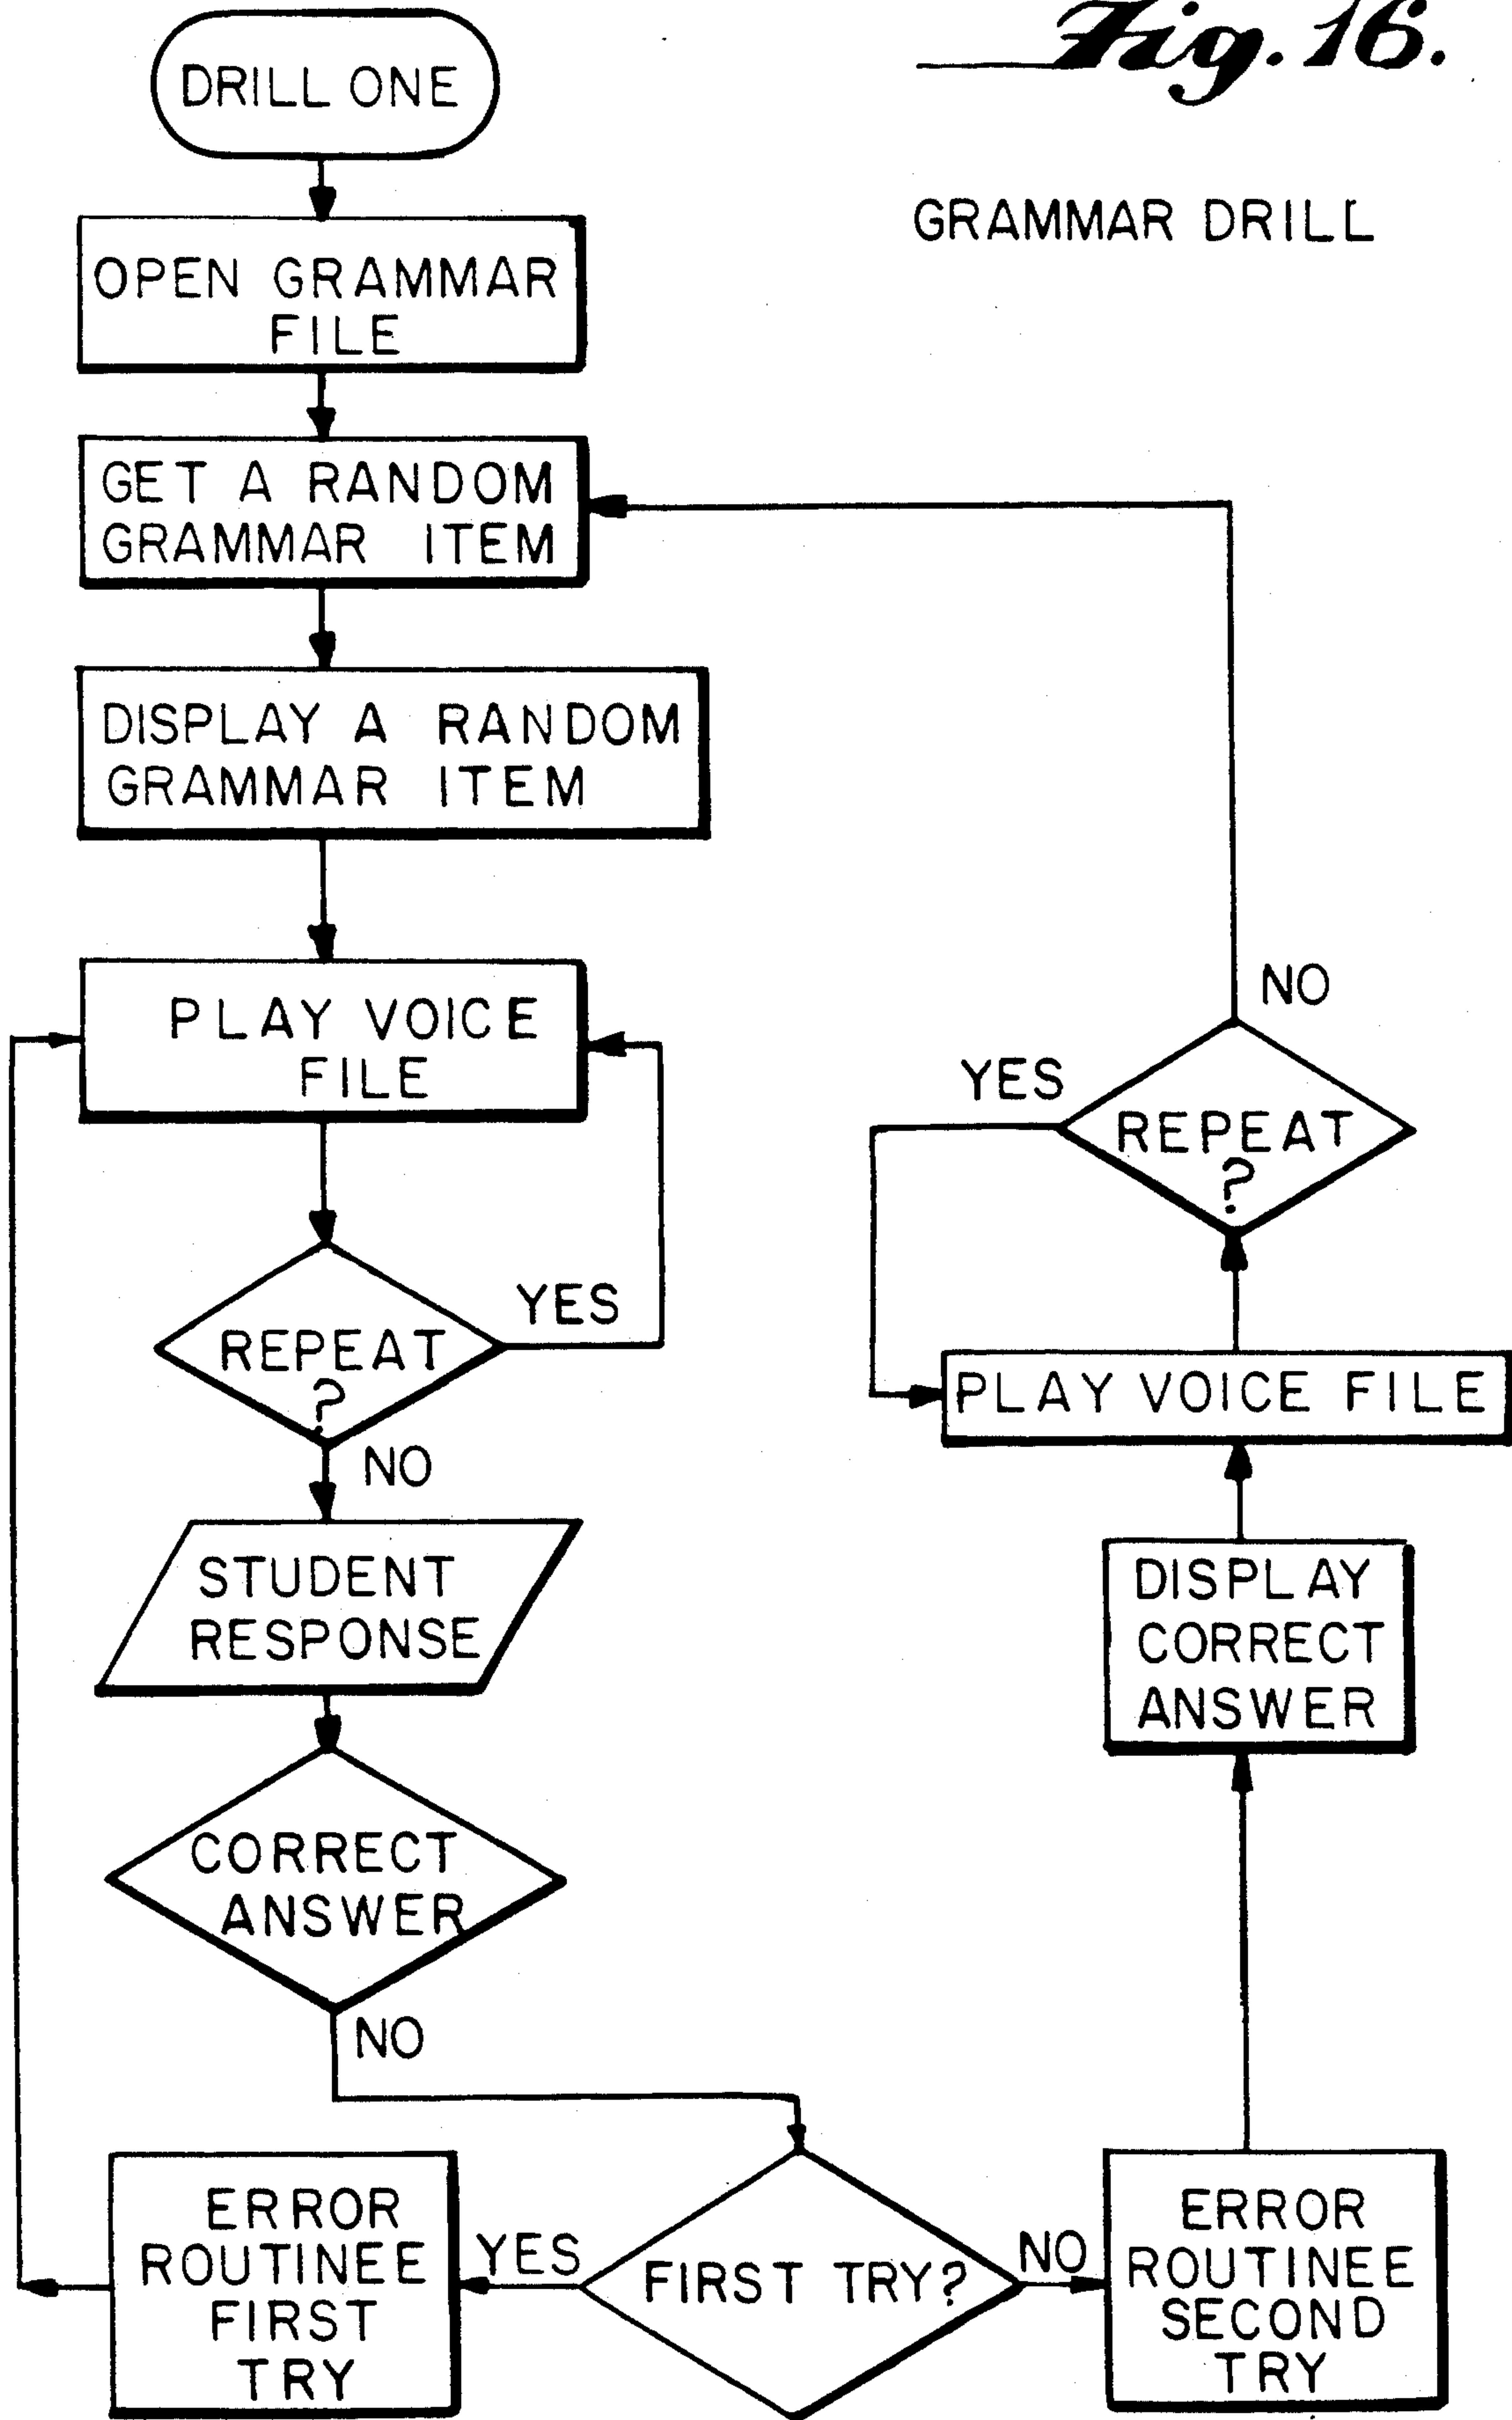 Fig. 16.
GRAMMAR DRILL
DRILL ONE
OPEN GRAMMAR
FILE
GET A RANDOM
GRAMMAR ITEM
DISPLAY A RANDOM
GRAMMAR ITEM
PLAY VOICE
FILE
REPEAT
?
YES
NO
STUDENT
RESPONSE
CORRECT
ANSWER
NO
FIRST TRY?
YES
ERROR
ROUTINEE
FIRST
TRY
NO
ERROR
ROUTINEE
SECOND
TRY
DISPLAY
CORRECT
ANSWER
PLAY VOICE FILE
REPEAT
?
YES
NO